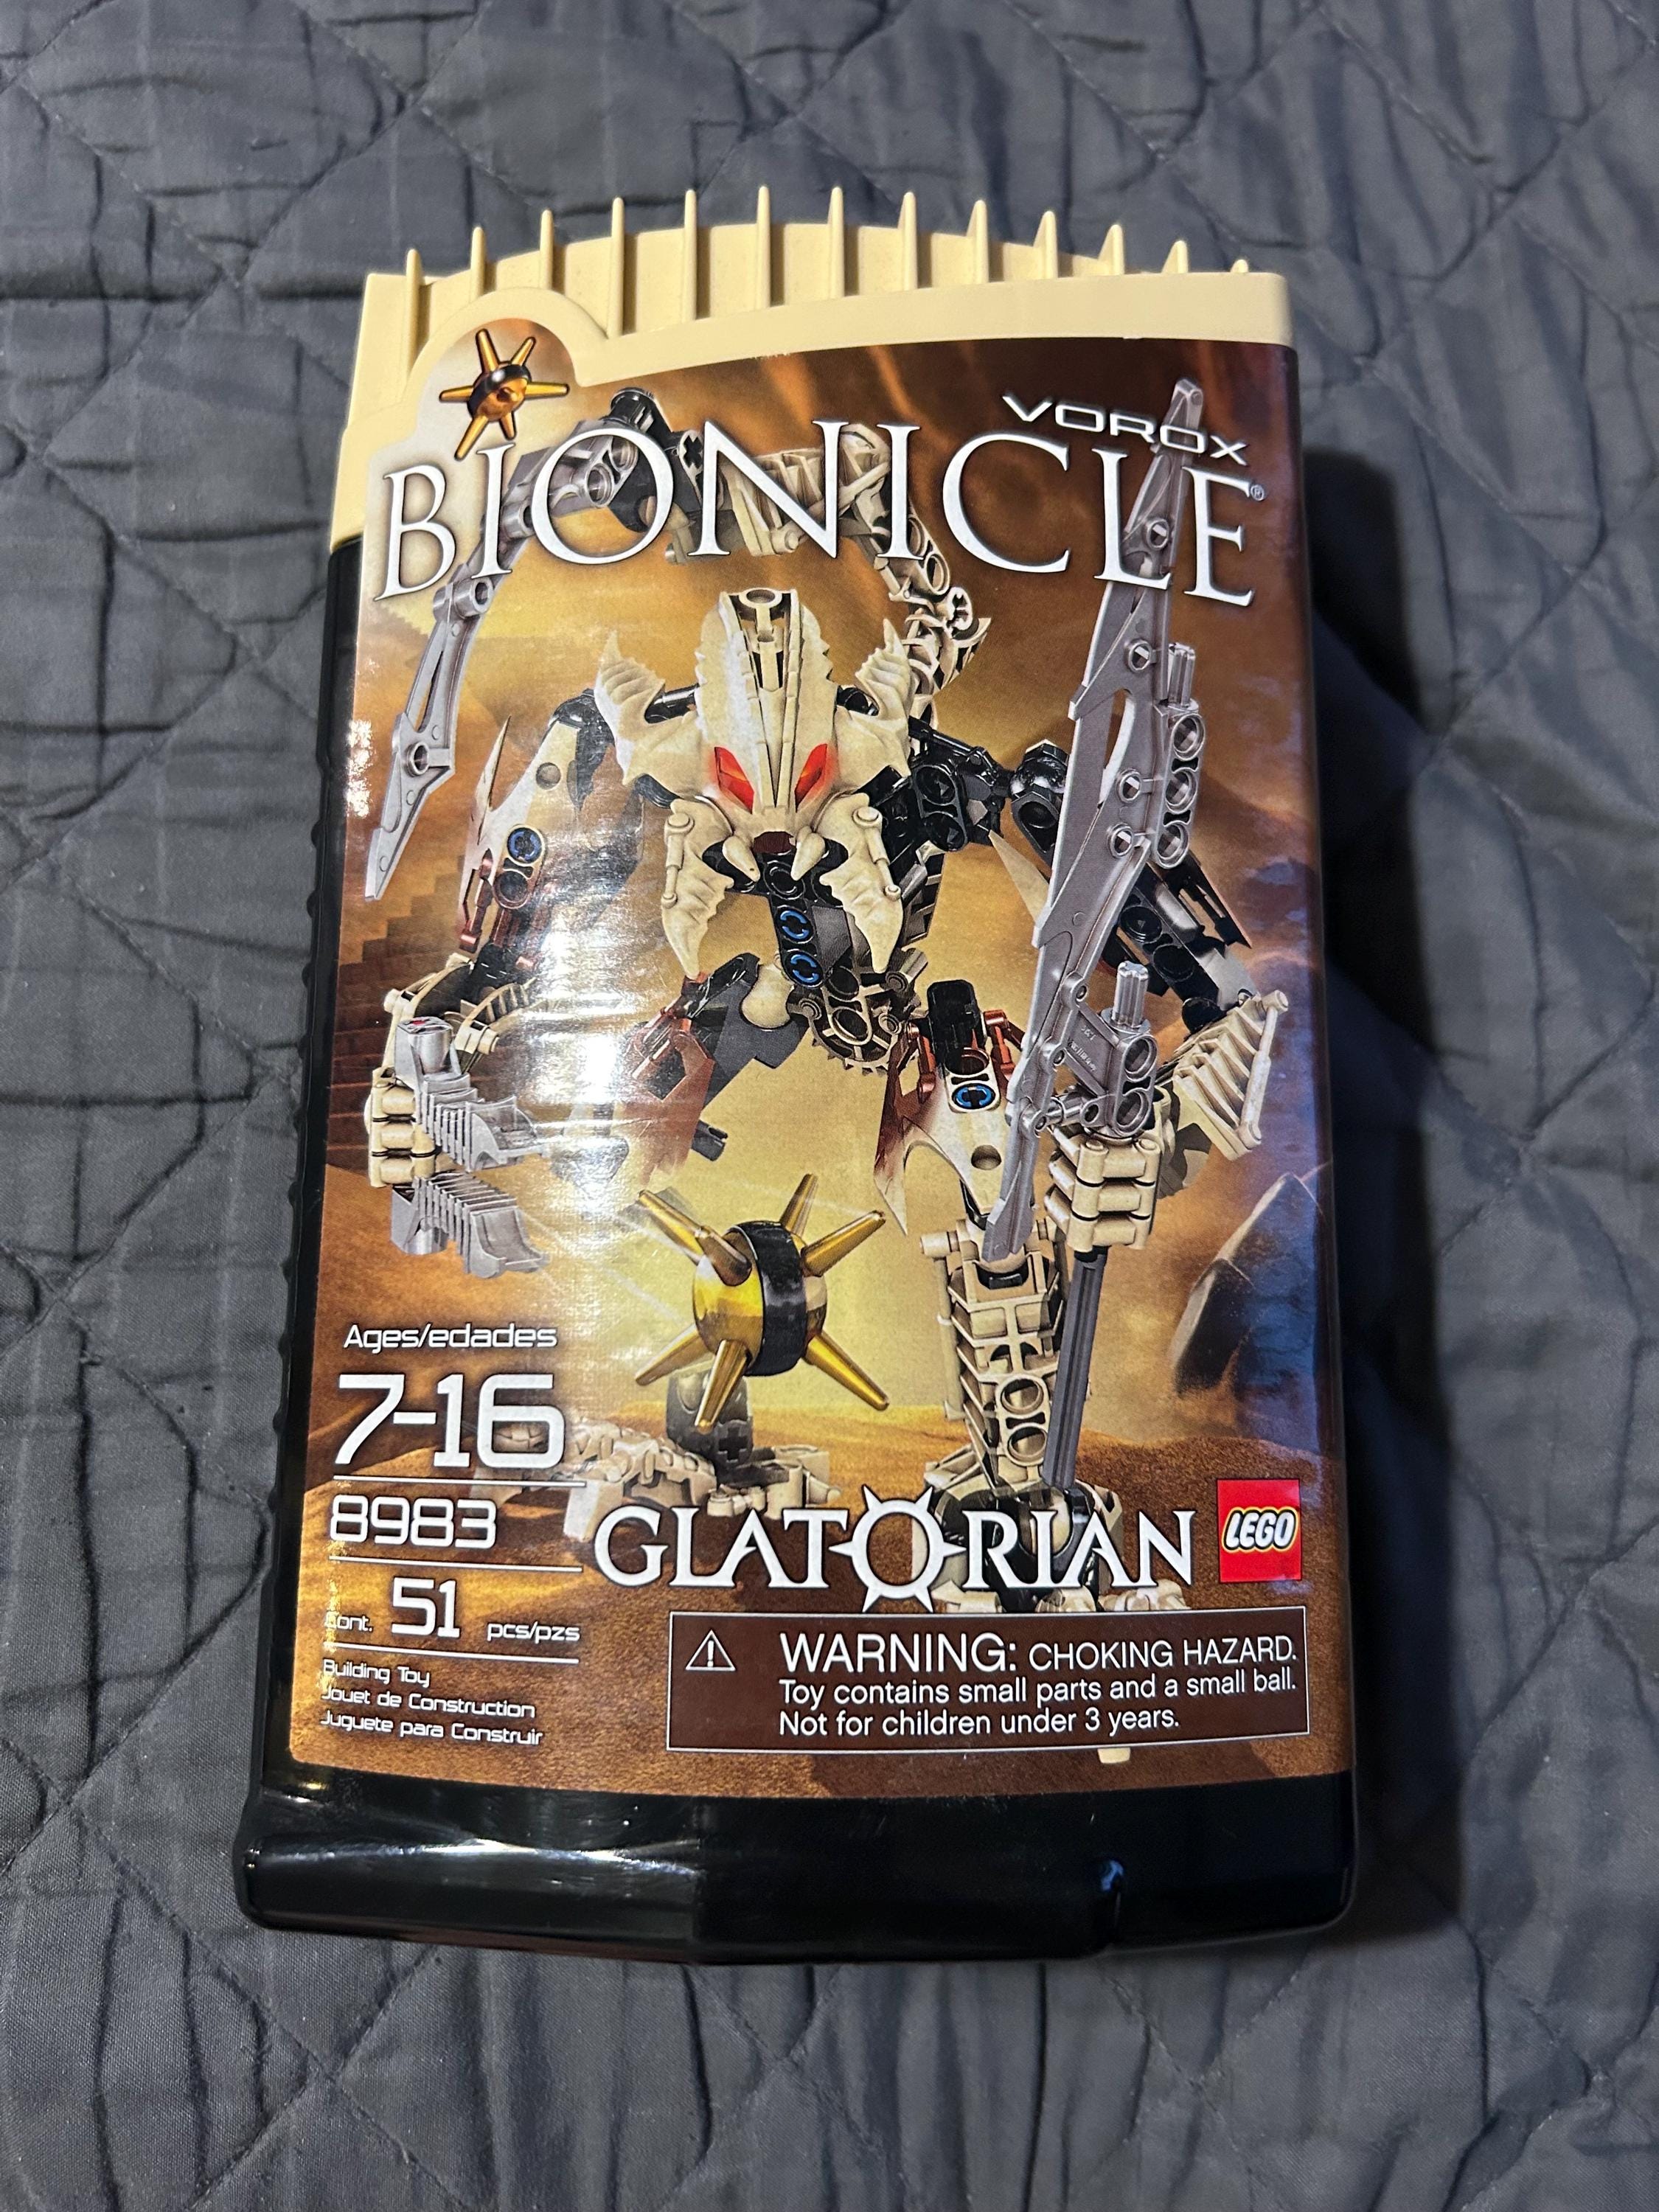 VOROX
BIONICLE®
Ages/edades
7-16
8983
Cont. 51 pcs/pzs
Building Toy
Jouet de Construction
Juguete para Construir
GLATORIAN
LEGO
WARNING: CHOKING HAZARD.
Toy contains small parts and a small ball.
Not for children under 3 years.